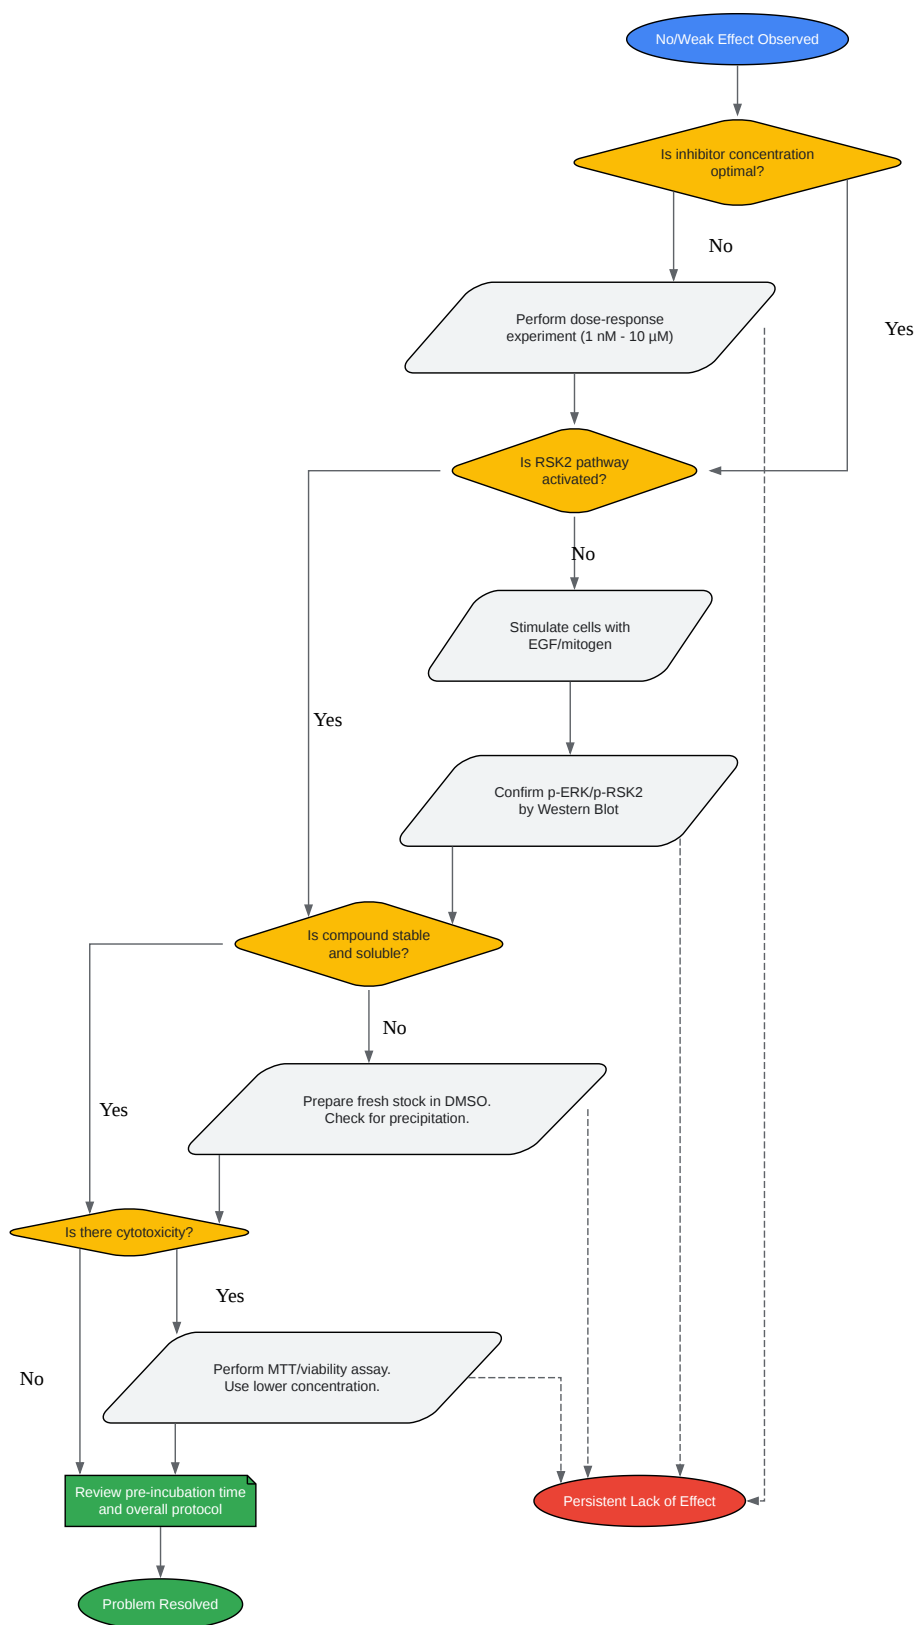 No/Weak Effect Observed
Is inhibitor concentration
optimal?
No
Yes
Perform dose-response
experiment (1 nM - 10 µM)
Is RSK2 pathway
activated?
No
Stimulate cells with
EGF/mitogen
Yes
Confirm p-ERK/p-RSK2
by Western Blot
Is compound stable
and soluble?
No
Prepare fresh stock in DMSO.
Check for precipitation.
Yes
Is there cytotoxicity?
Yes
Perform MTT/viability assay.
Use lower concentration.
No
Review pre-incubation time
and overall protocol
Persistent Lack of Effect
Problem Resolved